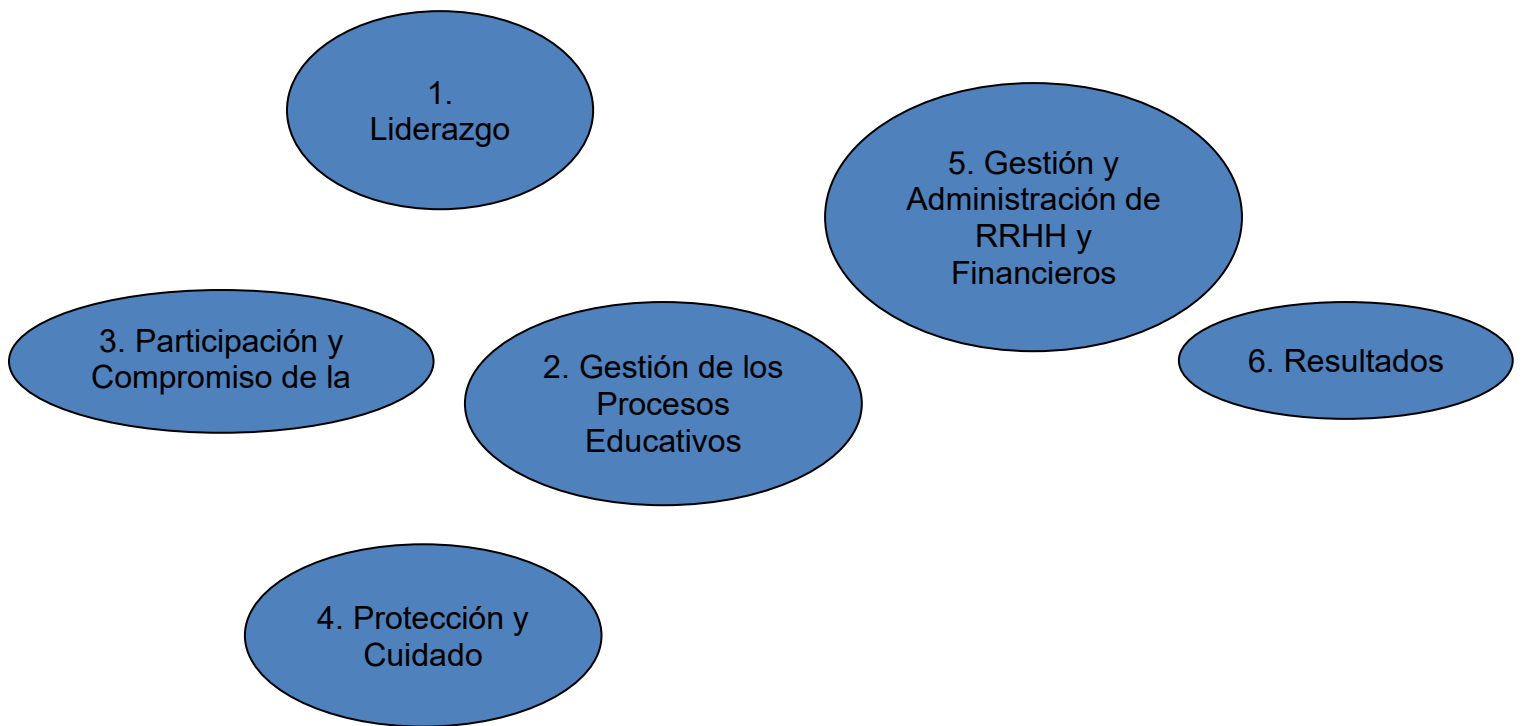 1.
Liderazgo
5. Gestión y
Administración de
RRHH y
Financieros
3. Participación y
Compromiso de la
2. Gestión de los
Procesos
Educativos
6. Resultados
4. Protección y
Cuidado